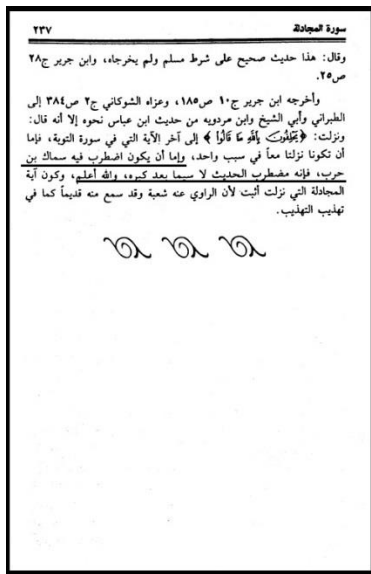 سورة المجادلة ٢٣٧
وقال: هذا حديث صحيح على شرط مسلم ولم يخرجاه، وابن جرير ج٢٨
ص٢٥.
وأخرجه ابن جرير ج١٠ ص١٨٥، وعزاه الشوكاني ج٢ ص٣٨٤ إلى
الطبراني وأبي الشيخ وابن مردويه من حديث ابن عباس نحوه إلا أنه قال:
ونزلت: ﴿يَحْلِفُونَ بِاللَّهِ مَا قَالُوا﴾ إلى آخر الآية التي في سورة التوبة، فإما
أن تكونا نزلتا معاً في سبب واحد، وإما أن يكون اضطرب فيه سماك بن
حرب، فإنه مضطرب الحديث لا سيما بعد كبره، والله أعلم، وكون آية
المجادلة التي نزلت أثبت لأن الراوي عنه شعبة وقد سمع منه قديماً كما في
تهذيب التهذيب.